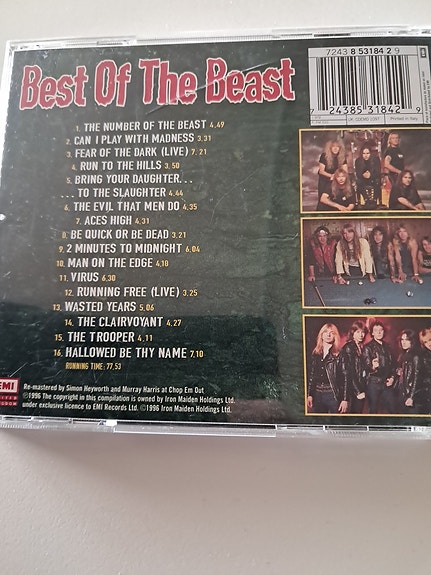 7243 8 53184 2 9
Best Of The Beast
7 24385 31842 9
Printed in Italy
1. THE NUMBER OF THE BEAST 4.49
2. CAN I PLAY WITH MADNESS 3.31
3. FEAR OF THE DARK (LIVE) 7.21
4. RUN TO THE HILLS 3.50
5. BRING YOUR DAUGHTER...
...TO THE SLAUGHTER 4.44
6. THE EVIL THAT MEN DO 4.35
7. ACES HIGH 4.31
8. BE QUICK OR BE DEAD 3.21
9. 2 MINUTES TO MIDNIGHT 6.04
10. MAN ON THE EDGE 4.10
11. VIRUS 6.30
12. RUNNING FREE (LIVE) 3.25
13. WASTED YEARS 5.06
14. THE CLAIRVOYANT 4.27
15. THE TROOPER 4.11
16. HALLOWED BE THY NAME 7.10
RUNNING TIME: 77.53
EMI
Re-mastered by Simon Heyworth and Murray Harris at Chop Em Out
©1996 The copyright in this compilation is owned by Iron Maiden Holdings Ltd.
under exclusive licence to EMI Records Ltd. ©1996 Iron Maiden Holdings Ltd.